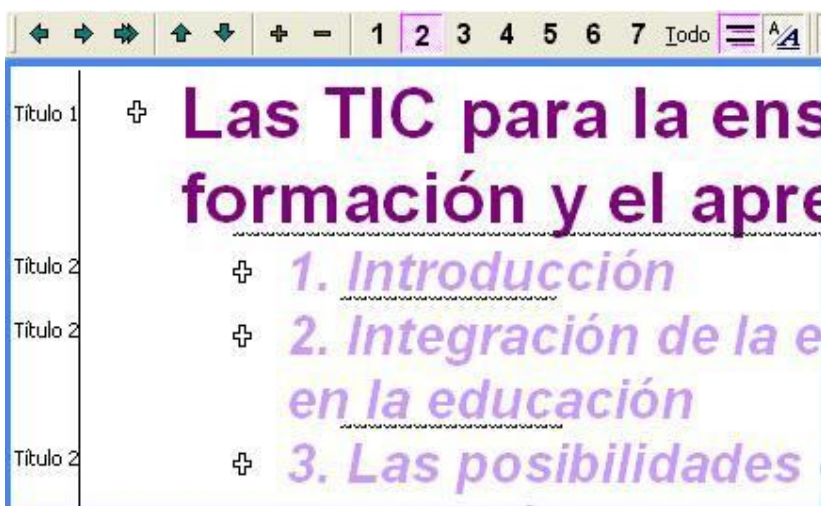 1 2 3 4 5 6 7 Todo
Título 1 Las TIC para la ens
formación y el apre
Título 2 1. Introducción
Título 2 2. Integración de la e
en la educación
Título 2 3. Las posibilidades